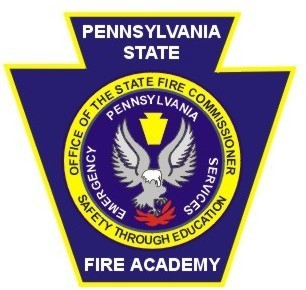 PENNSYLVANIA
STATE
OFFICE OF THE STATE FIRE COMMISSIONER
PENNSYLVANIA
EMERGENCY
SERVICES
SAFETY THROUGH EDUCATION
FIRE ACADEMY